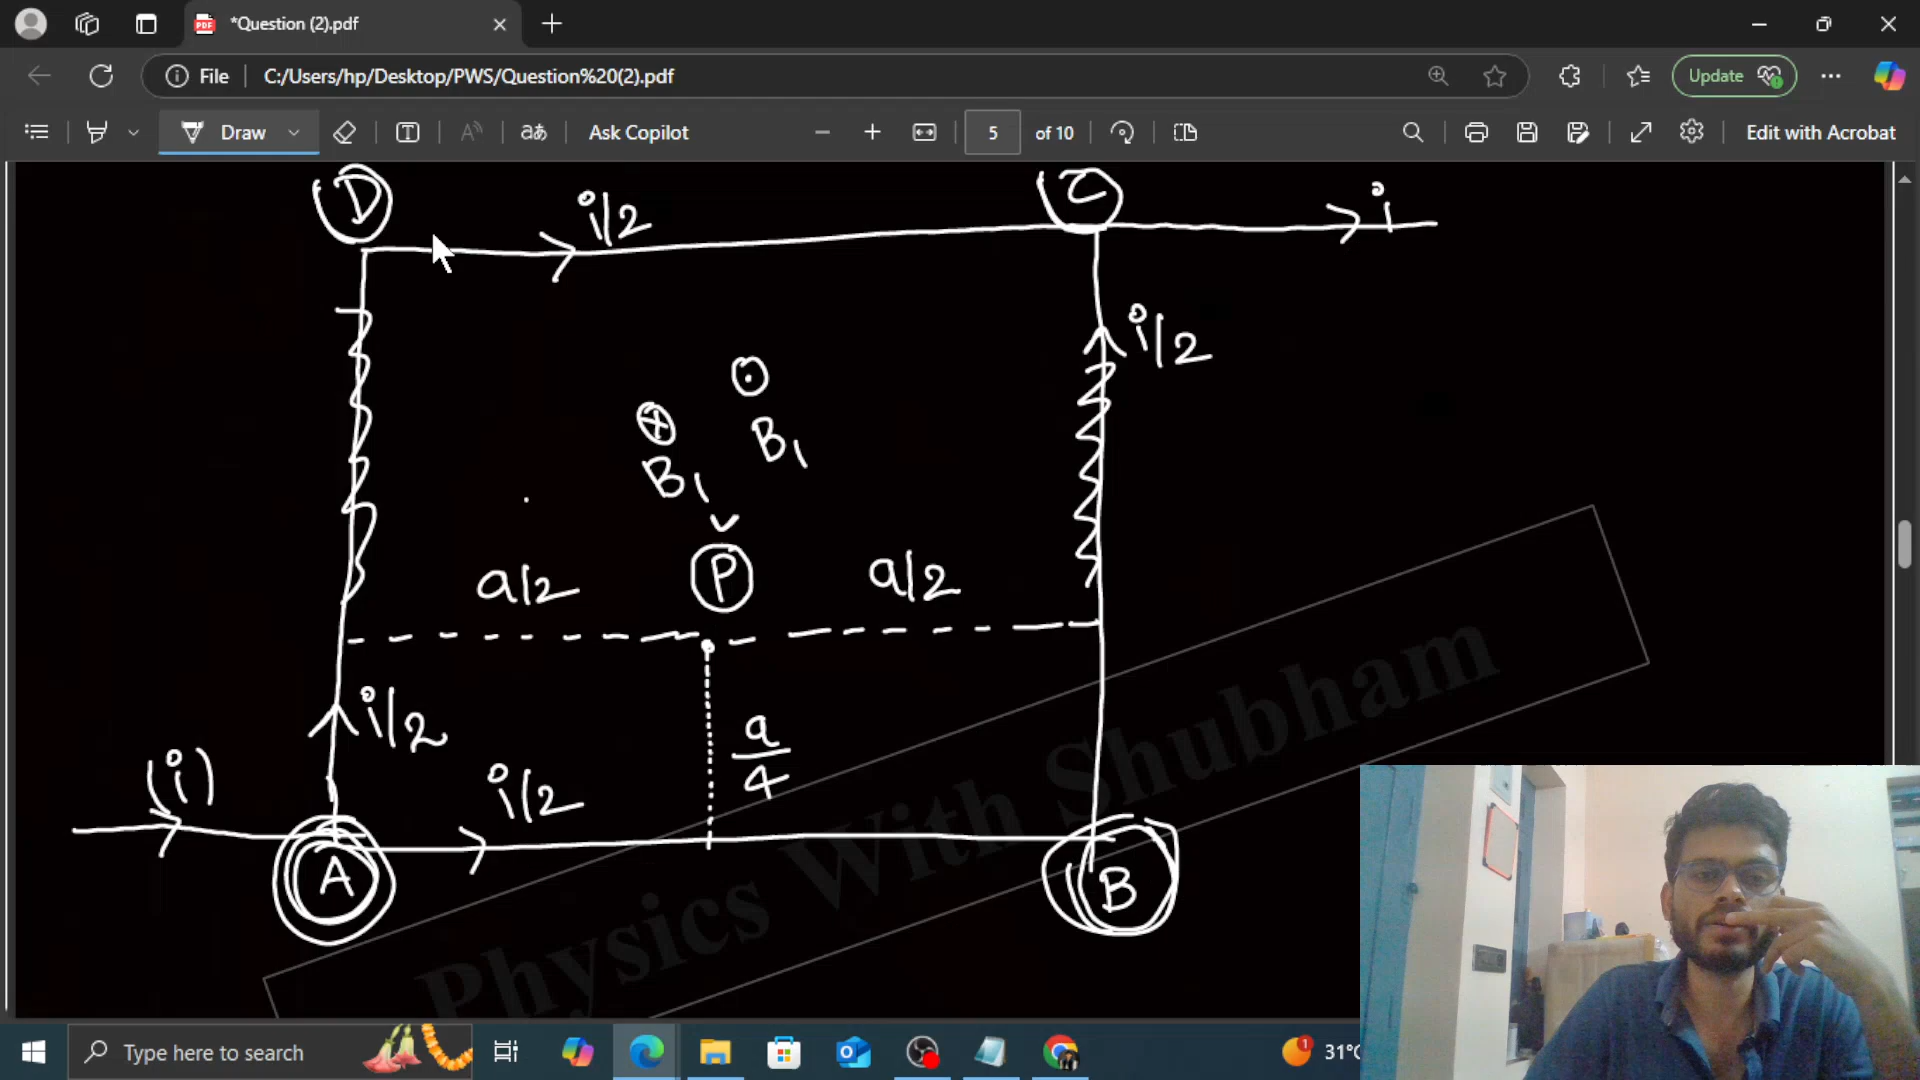 *Question (2).pdf
File C:/Users/hp/Desktop/PWS/Question%20(2).pdf Update
Draw Ask Copilot 5 of 10 Edit with Acrobat
D i/2 C i
i/2
B₁ B₁
a/2 P a/2
i/2
(i) i/2 a/4
A B
Physics With Shubham
Type here to search 31°C